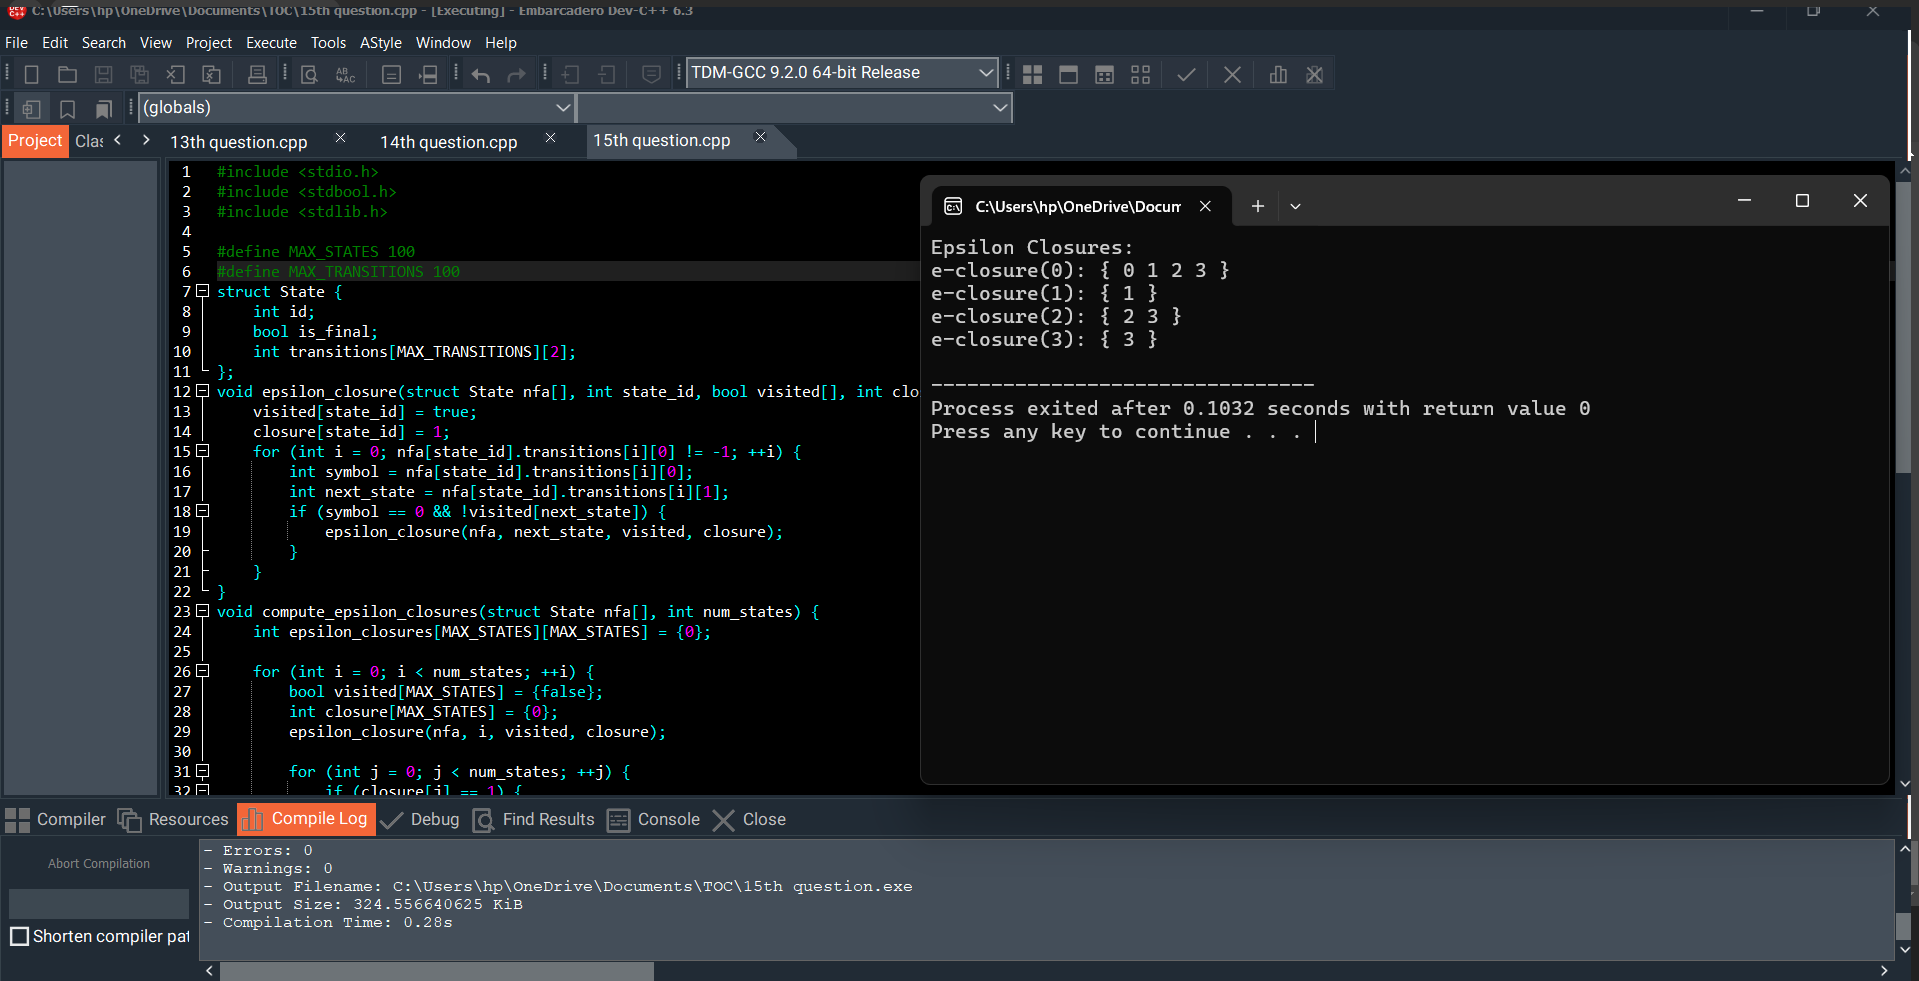 C:\Users\hp\OneDrive\Documents\TOC\15th question.cpp - [Executing] - Embarcadero Dev-C++ 6.3
File Edit Search View Project Execute Tools AStyle Window Help
TDM-GCC 9.2.0 64-bit Release
(globals)
Project Clas 13th question.cpp 14th question.cpp 15th question.cpp
1 #include <stdio.h>
2 #include <stdbool.h>
3 #include <stdlib.h>
4
5 #define MAX_STATES 100
6 #define MAX_TRANSITIONS 100
7 struct State {
8 int id;
9 bool is_final;
10 int transitions[MAX_TRANSITIONS][2];
11 };
12 void epsilon_closure(struct State nfa[], int state_id, bool visited[], int clo
13 visited[state_id] = true;
14 closure[state_id] = 1;
15 for (int i = 0; nfa[state_id].transitions[i][0] != -1; ++i) {
16 int symbol = nfa[state_id].transitions[i][0];
17 int next_state = nfa[state_id].transitions[i][1];
18 if (symbol == 0 && !visited[next_state]) {
19 epsilon_closure(nfa, next_state, visited, closure);
20 }
21 }
22 }
23 void compute_epsilon_closures(struct State nfa[], int num_states) {
24 int epsilon_closures[MAX_STATES][MAX_STATES] = {0};
25
26 for (int i = 0; i < num_states; ++i) {
27 bool visited[MAX_STATES] = {false};
28 int closure[MAX_STATES] = {0};
29 epsilon_closure(nfa, i, visited, closure);
30
31 for (int j = 0; j < num_states; ++j) {
32 if (closure[j] == 1) {
C:\Users\hp\OneDrive\Docum
Epsilon Closures:
e-closure(0): { 0 1 2 3 }
e-closure(1): { 1 }
e-closure(2): { 2 3 }
e-closure(3): { 3 }
--------------------------------
Process exited after 0.1032 seconds with return value 0
Press any key to continue . . .
Compiler Resources Compile Log Debug Find Results Console Close
Abort Compilation
Shorten compiler pat
- Errors: 0
- Warnings: 0
- Output Filename: C:\Users\hp\OneDrive\Documents\TOC\15th question.exe
- Output Size: 324.556640625 KiB
- Compilation Time: 0.28s